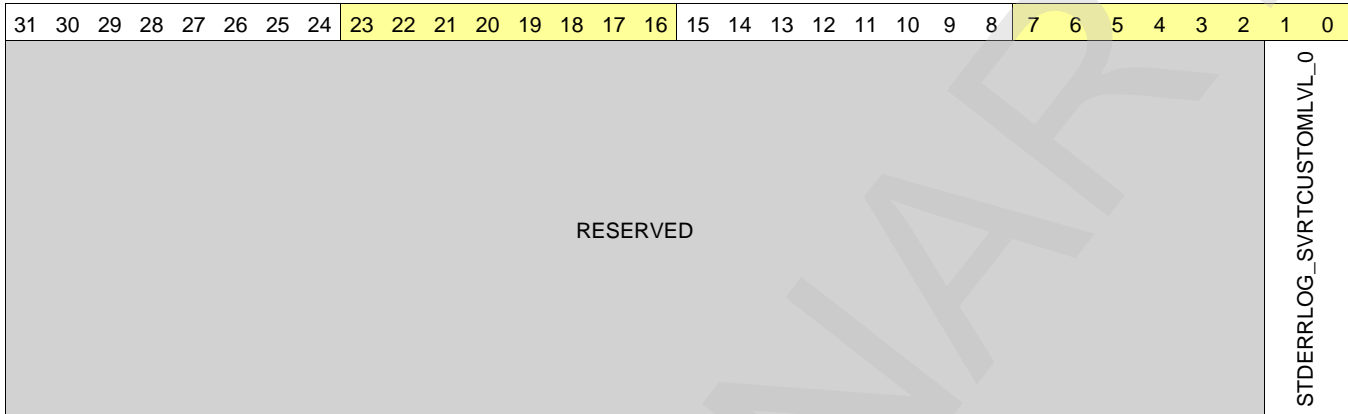 31 30 29 28 27 26 25 24 23 22 21 20 19 18 17 16 15 14 13 12 11 10 9 8 7 6 5 4 3 2 1 0
RESERVED
STDERRLOG_SVRTCUSTOMLVL_0